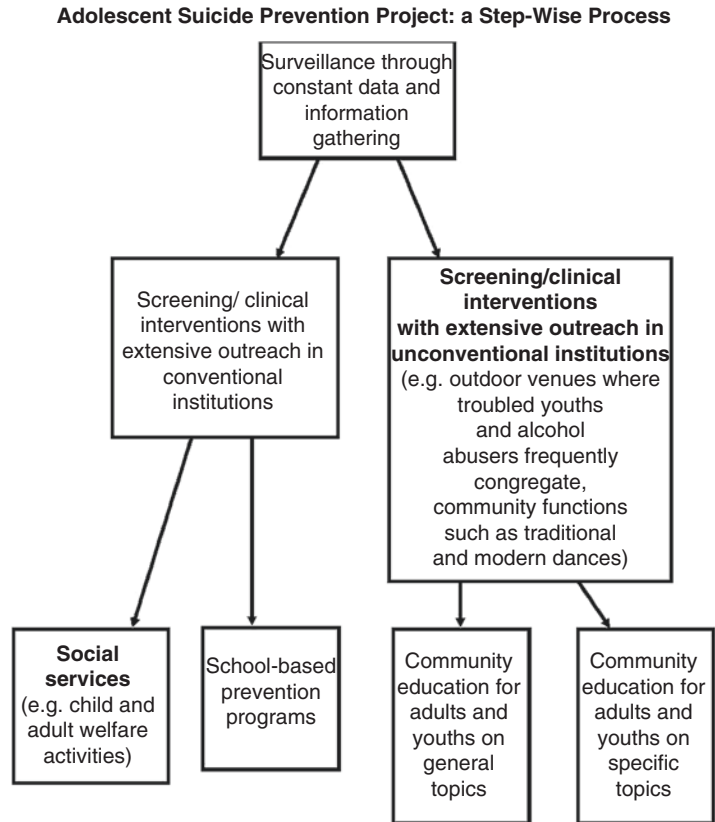 Adolescent Suicide Prevention Project: a Step-Wise Process
Surveillance through
constant data and
information
gathering
Screening/ clinical
interventions with
extensive outreach in
conventional
institutions
Screening/clinical
interventions
with extensive outreach in
unconventional institutions
(e.g. outdoor venues where
troubled youths
and alcohol
abusers frequently
congregate,
community functions
such as traditional
and modern dances)
Social
services
(e.g. child and
adult welfare
activities)
School-based
prevention
programs
Community
education for
adults and
youths on
general
topics
Community
education for
adults and
youths on
specific
topics